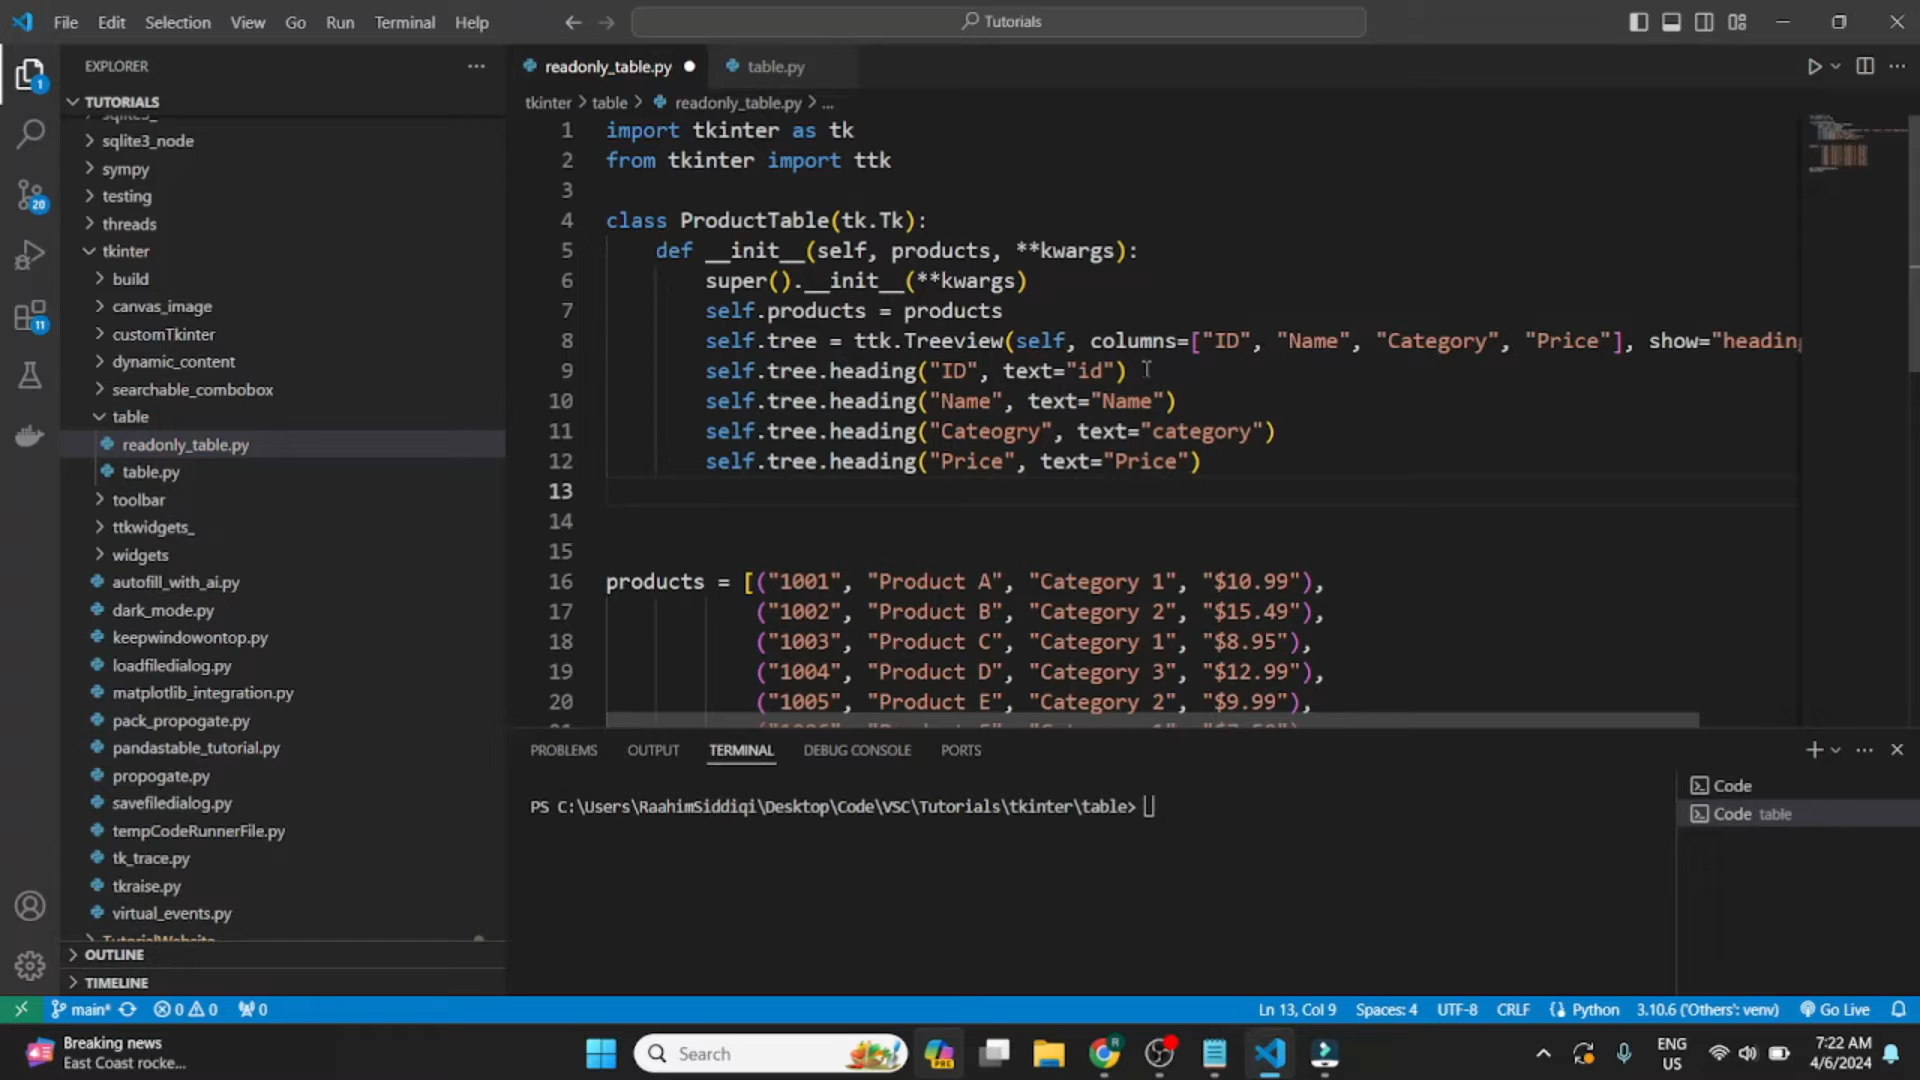 File Edit Selection View Go Run Terminal Help
Tutorials
EXPLORER
TUTORIALS
sqlite3_node
sympy
testing
threads
tkinter
build
canvas_image
customTkinter
dynamic_content
searchable_combobox
table
readonly_table.py
table.py
toolbar
ttkwidgets_
widgets
autofill_with_ai.py
dark_mode.py
keepwindowontop.py
loadfiledialog.py
matplotlib_integration.py
pack_propogate.py
pandastable_tutorial.py
propogate.py
savefiledialog.py
tempCodeRunnerFile.py
tk_trace.py
tkraise.py
virtual_events.py
OUTLINE
TIMELINE
1
20
11
readonly_table.py table.py
tkinter > table > readonly_table.py > ...
1 import tkinter as tk
2 from tkinter import ttk
3
4 class ProductTable(tk.Tk):
5 def __init__(self, products, **kwargs):
6 super().__init__(**kwargs)
7 self.products = products
8 self.tree = ttk.Treeview(self, columns=["ID", "Name", "Category", "Price"], show="heading
9 self.tree.heading("ID", text="id")
10 self.tree.heading("Name", text="Name")
11 self.tree.heading("Cateogry", text="category")
12 self.tree.heading("Price", text="Price")
13
14
15
16 products = [("1001", "Product A", "Category 1", "$10.99"),
17 ("1002", "Product B", "Category 2", "$15.49"),
18 ("1003", "Product C", "Category 1", "$8.95"),
19 ("1004", "Product D", "Category 3", "$12.99"),
20 ("1005", "Product E", "Category 2", "$9.99"),
PROBLEMS OUTPUT TERMINAL DEBUG CONSOLE PORTS
PS C:\Users\RaahimSiddiqi\Desktop\Code\VSC\Tutorials\tkinter\table>
Code
Code table
main* 0 0 0 Ln 13, Col 9 Spaces: 4 UTF-8 CRLF Python 3.10.6 ('Others': venv) Go Live
Breaking news
East Coast rocke...
Search
ENG
US
7:22 AM
4/6/2024